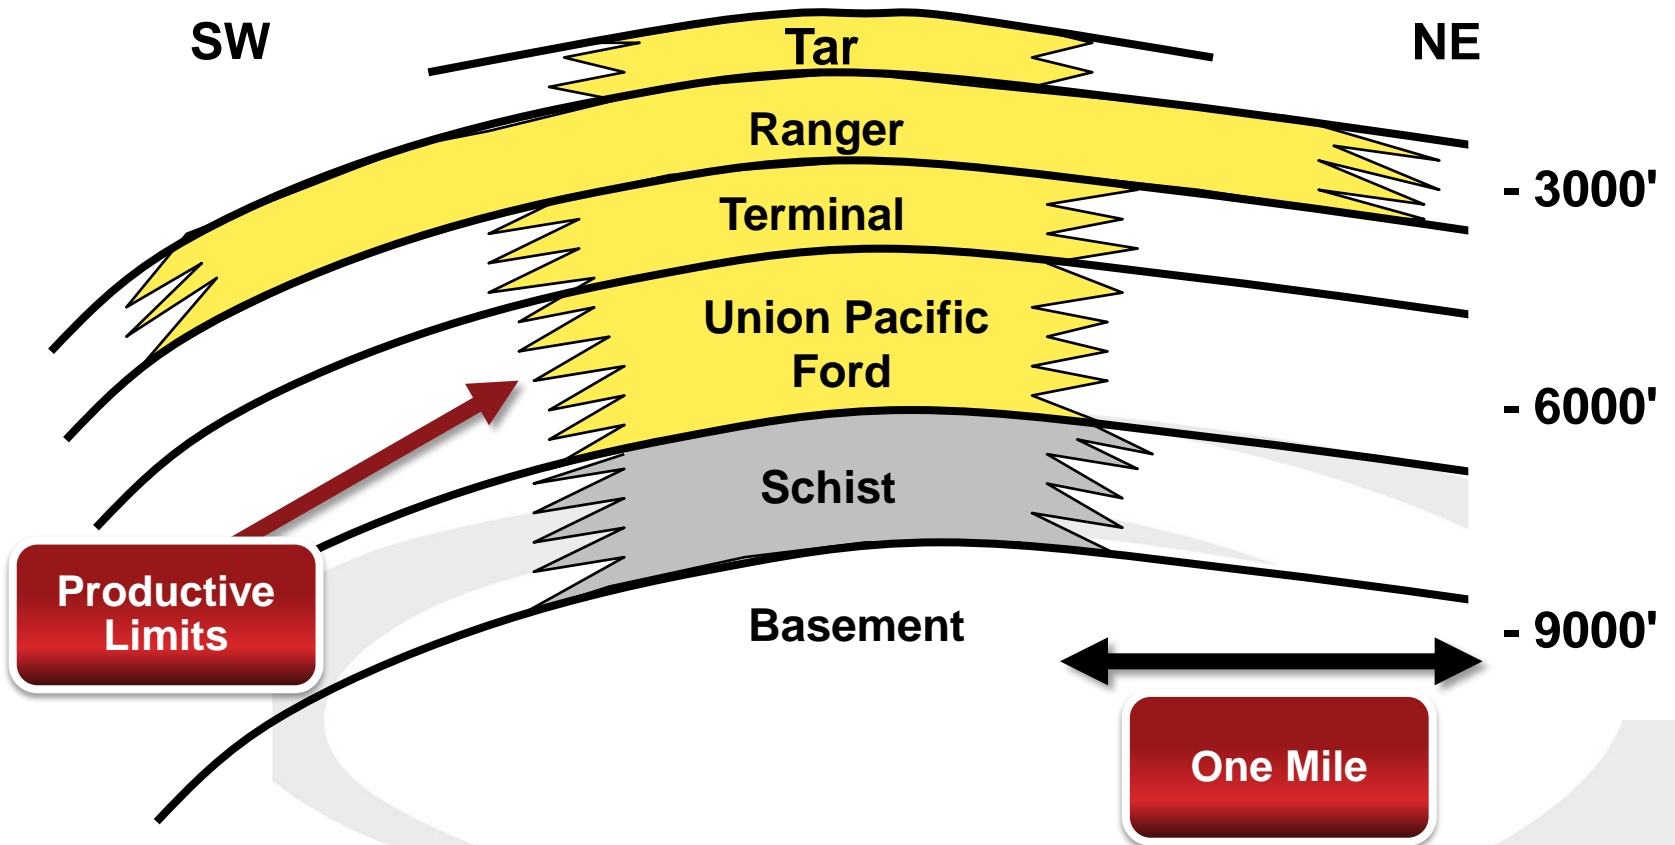 SW
NE
Tar
Ranger
- 3000'
Terminal
Union Pacific
Ford
- 6000'
Schist
Productive
Limits
Basement
- 9000'
One Mile